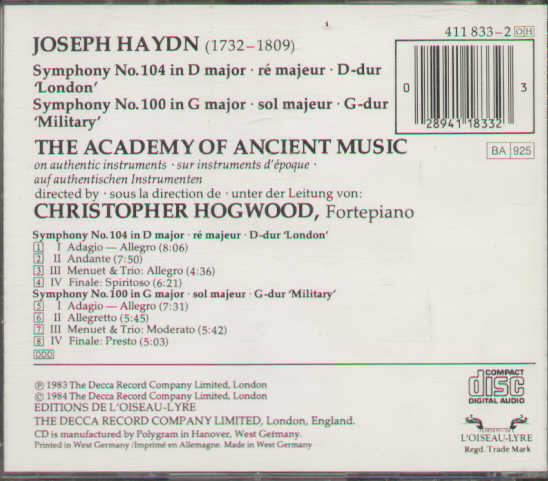 411 833-2 OH
JOSEPH HAYDN (1732–1809)
Symphony No. 104 in D major · ré majeur · D-dur
'London'
Symphony No. 100 in G major · sol majeur · G-dur
'Military'
0 28941 18332 3
THE ACADEMY OF ANCIENT MUSIC
BA 925
on authentic instruments · sur instruments d'époque ·
auf authentischen Instrumenten
directed by · sous la direction de · unter der Leitung von:
CHRISTOPHER HOGWOOD, Fortepiano
Symphony No. 104 in D major · ré majeur · D-dur 'London'
1 I Adagio — Allegro (8:06)
2 II Andante (7:50)
3 III Menuet & Trio: Allegro (4:36)
4 IV Finale: Spiritoso (6:21)
Symphony No. 100 in G major · sol majeur · G-dur 'Military'
5 I Adagio — Allegro (7:31)
6 II Allegretto (5:45)
7 III Menuet & Trio: Moderato (5:42)
8 IV Finale: Presto (5:03)
DDD
℗ 1983 The Decca Record Company Limited, London
© 1984 The Decca Record Company Limited, London
EDITIONS DE L'OISEAU-LYRE
THE DECCA RECORD COMPANY LIMITED, London, England.
CD is manufactured by Polygram in Hanover, West Germany.
Printed in West Germany / Imprimé en Allemagne. Made in West Germany
COMPACT
disc
DIGITAL AUDIO
L'OISEAU-LYRE
Regd. Trade Mark